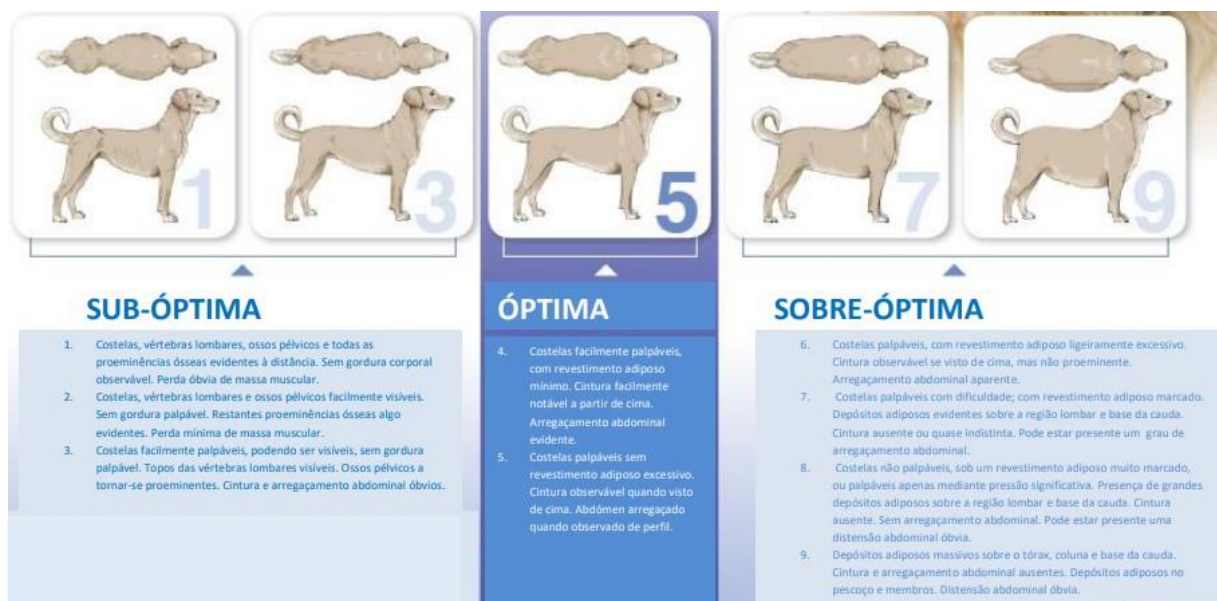 1
3
5
7
9
SUB-ÓPTIMA
1. Costelas, vértebras lombares, ossos pélvicos e todas as
proeminências ósseas evidentes à distância. Sem gordura corporal
observável. Perda óbvia de massa muscular.
2. Costelas, vértebras lombares e ossos pélvicos facilmente visíveis.
Sem gordura palpável. Restantes proeminências ósseas algo
evidentes. Perda mínima de massa muscular.
3. Costelas facilmente palpáveis, podendo ser visíveis, sem gordura
palpável. Topos das vértebras lombares visíveis. Ossos pélvicos a
tornar-se proeminentes. Cintura e arregaçamento abdominal óbvios.
ÓPTIMA
4. Costelas facilmente palpáveis,
com revestimento adiposo
mínimo. Cintura facilmente
notável a partir de cima.
Arregaçamento abdominal
evidente.
5. Costelas palpáveis sem
revestimento adiposo excessivo.
Cintura observável quando visto
de cima. Abdómen arregaçado
quando observado de perfil.
SOBRE-ÓPTIMA
6. Costelas palpáveis, com revestimento adiposo ligeiramente excessivo.
Cintura observável se visto de cima, mas não proeminente.
Arregaçamento abdominal aparente.
7. Costelas palpáveis com dificuldade; com revestimento adiposo marcado.
Depósitos adiposos evidentes sobre a região lombar e base da cauda.
Cintura ausente ou quase indistinta. Pode estar presente um grau de
arregaçamento abdominal.
8. Costelas não palpáveis, sob um revestimento adiposo muito marcado,
ou palpáveis apenas mediante pressão significativa. Presença de grandes
depósitos adiposos sobre a região lombar e base da cauda. Cintura
ausente. Sem arregaçamento abdominal. Pode estar presente uma
distensão abdominal óbvia.
9. Depósitos adiposos massivos sobre o tórax, coluna e base da cauda.
Cintura e arregaçamento abdominal ausentes. Depósitos adiposos no
pescoço e membros. Distensão abdominal óbvia.